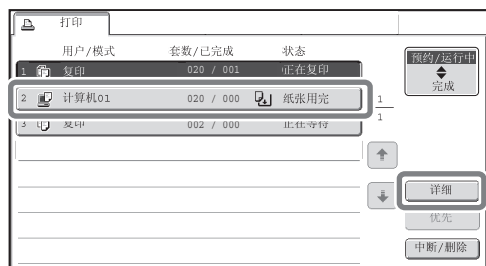 打印
用户/模式 套数/已完成 状态
预约/运行中
完成
1 复印 020 / 001 正在复印
2 计算机01 020 / 000 纸张用完
3 复印 002 / 000 正在等待
1
1
详细
优先
中断/删除